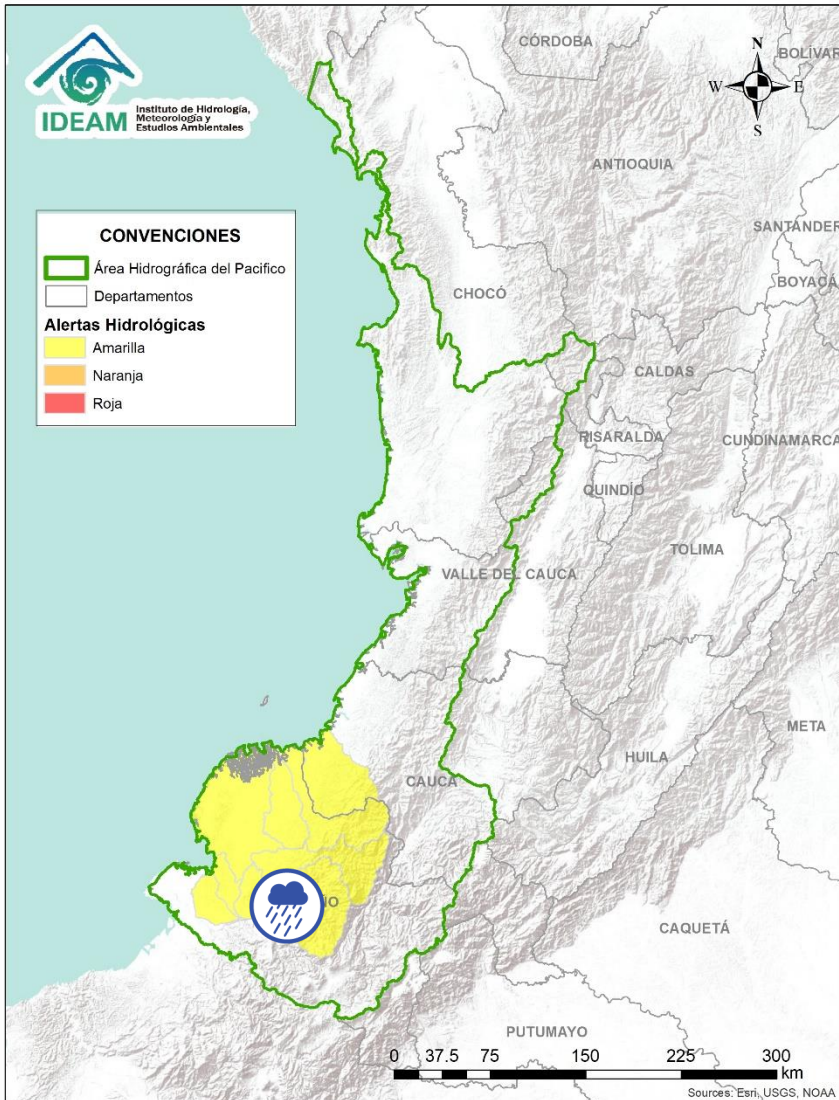 IDEAM
Instituto de Hidrología,
Meteorología y
Estudios Ambientales
CÓRDOBA
BOLÍVAR
N
W
E
S
ANTIOQUIA
SANTANDER
BOYACÁ
CONVENCIONES
Área Hidrográfica del Pacifico
Departamentos
Alertas Hidrológicas
Amarilla
Naranja
Roja
CHOCÓ
CALDAS
RISARALDA
CUNDINAMARCA
QUINDÍO
TOLIMA
VALLE DEL CAUCA
META
HUILA
CAUCA
CAQUETÁ
PUTUMAYO
0 37.5 75 150 225 300
km
Sources: Esri, USGS, NOAA